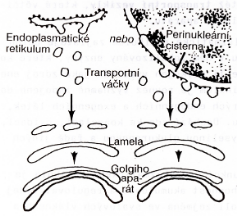 Endoplasmatické
retikulum
nebo
Perinukleární
cisterna
Transportní
váčky
Lamela
Golgiho
apa-
rát